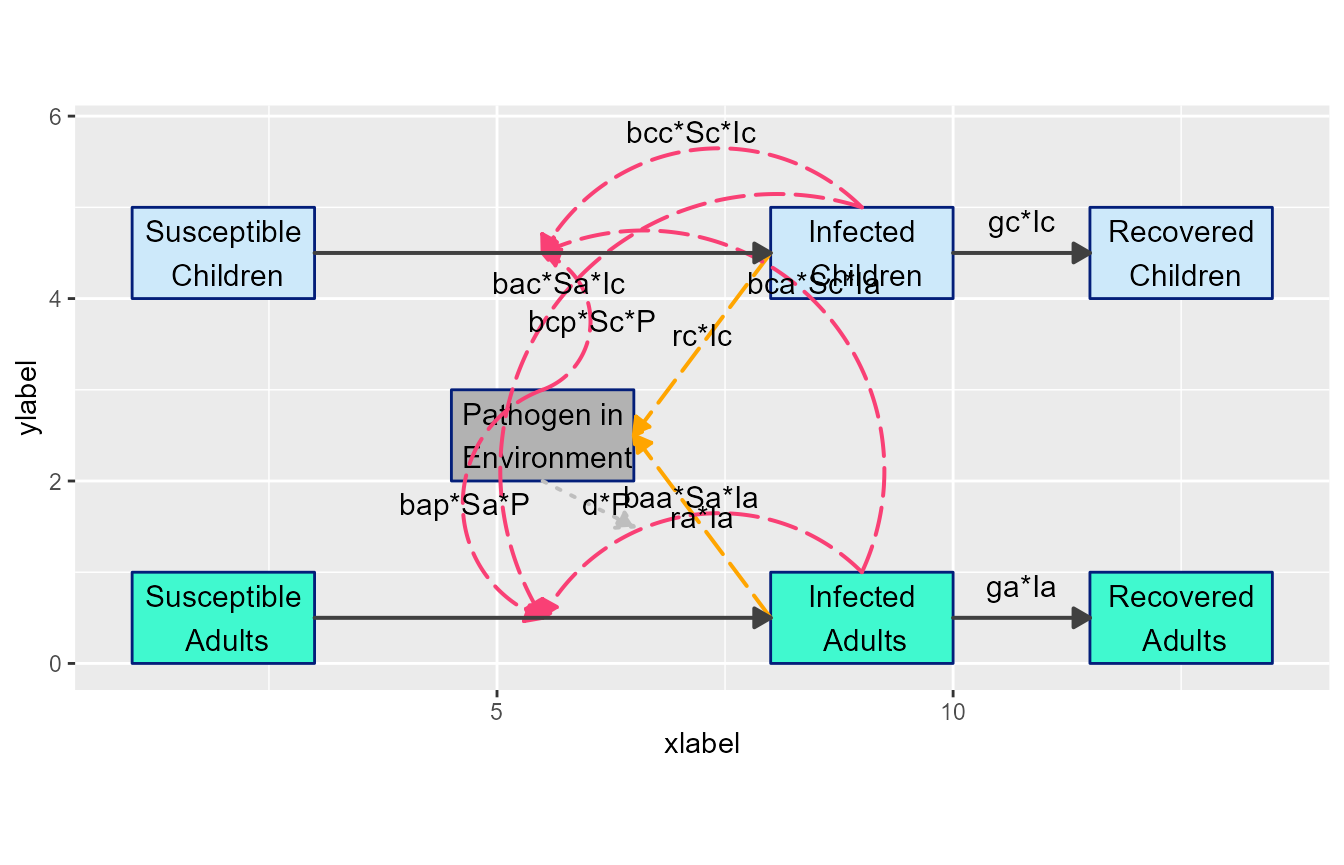 6
bcc*Sc*Ic
Susceptible
Children
Infected
Children
gc*Ic
Recovered
Children
4
bac*Sa*Ic
bca*Sc*Ia
bcp*Sc*P
rc*Ic
ylabel
Pathogen in
Environment
2
bap*Sa*P
d*P
baa*Sa*Ia
ra*Ia
Susceptible
Adults
Infected
Adults
ga*Ia
Recovered
Adults
0
5
10
xlabel